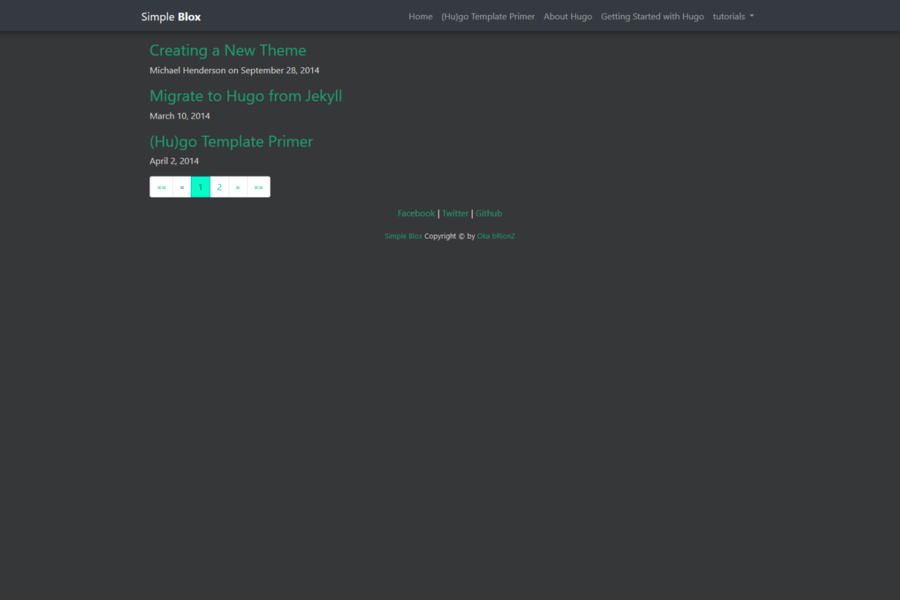 Simple Blox
Home (Hu)go Template Primer About Hugo Getting Started with Hugo tutorials
Creating a New Theme
Michael Henderson on September 28, 2014
Migrate to Hugo from Jekyll
March 10, 2014
(Hu)go Template Primer
April 2, 2014
«« « 1 2 » »»
Facebook | Twitter | Github
Simple Blox Copyright © by Oka bRionZ